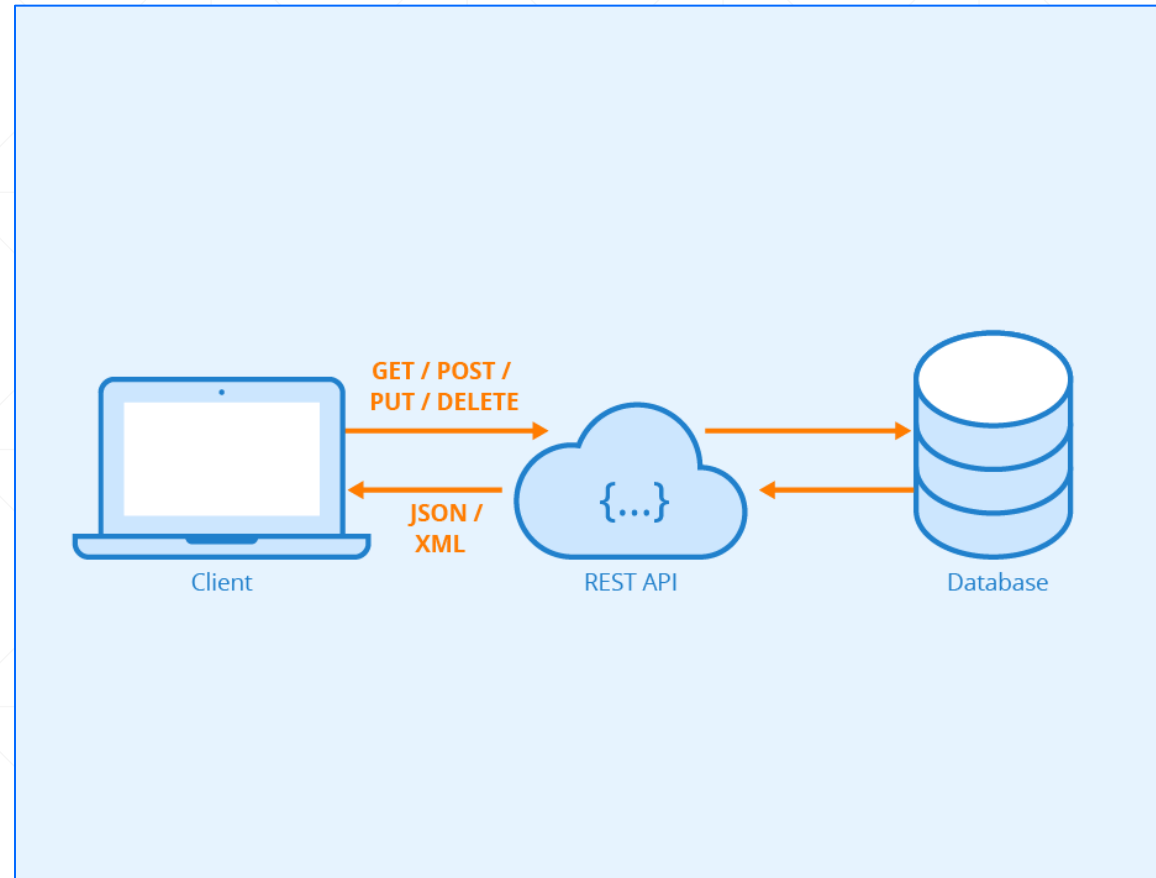 GET / POST /
PUT / DELETE
{...}
JSON /
XML
Client
REST API
Database